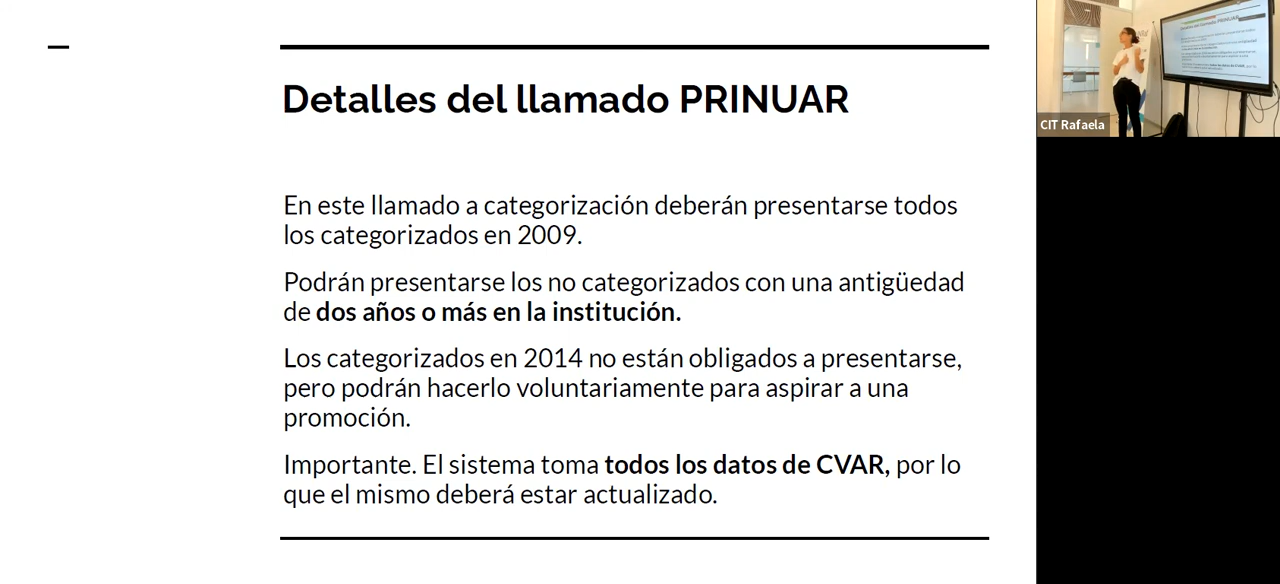 Detalles del llamado PRINUAR
En este llamado a categorización deberán presentarse todos
los categorizados en 2009.
Podrán presentarse los no categorizados con una antigüedad
de dos años o más en la institución.
Los categorizados en 2014 no están obligados a presentarse,
pero podrán hacerlo voluntariamente para aspirar a una
promoción.
Importante. El sistema toma todos los datos de CVAR, por lo
que el mismo deberá estar actualizado.
CIT Rafaela